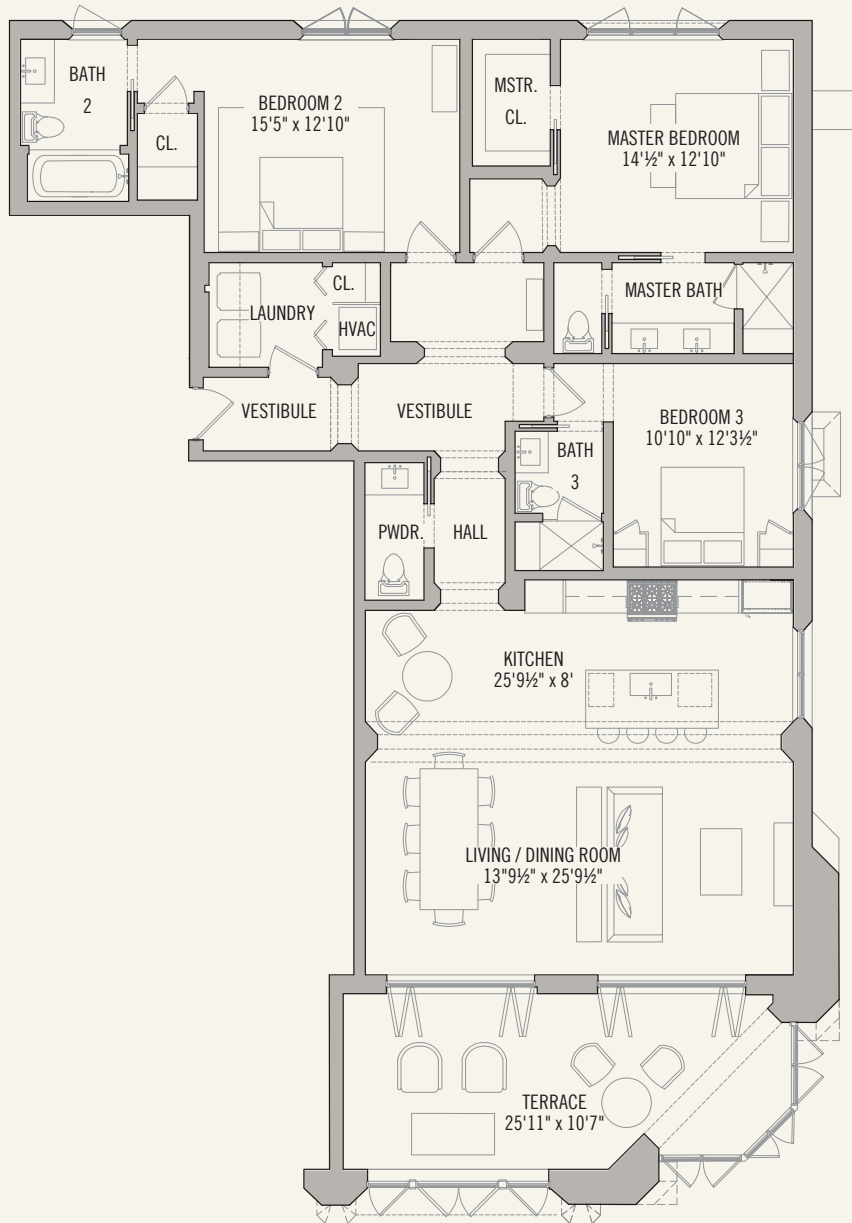 BATH
2
CL.
BEDROOM 2
15'5" x 12'10"
MSTR.
CL.
MASTER BEDROOM
14'½" x 12'10"
LAUNDRY
CL.
HVAC
MASTER BATH
VESTIBULE
VESTIBULE
BEDROOM 3
10'10" x 12'3½"
BATH
3
PWDR.
HALL
KITCHEN
25'9½" x 8'
LIVING / DINING ROOM
13"9½" x 25'9½"
TERRACE
25'11" x 10'7"